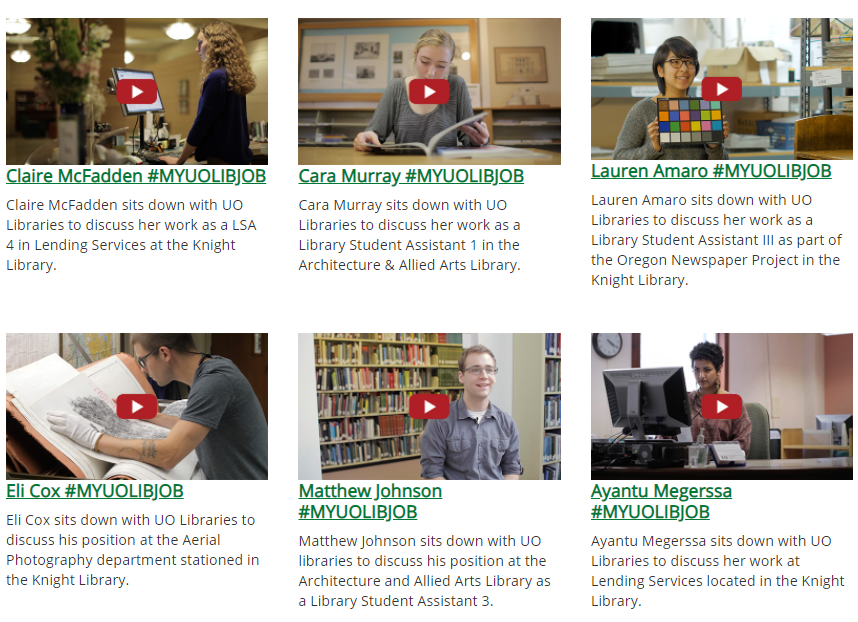 Claire McFadden #MYUOLIBJOB
Claire McFadden sits down with UO
Libraries to discuss her work as a LSA
4 in Lending Services at the Knight
Library.
Cara Murray #MYUOLIBJOB
Cara Murray sits down with UO
Libraries to discuss her work as a
Library Student Assistant 1 in the
Architecture & Allied Arts Library.
Lauren Amaro #MYUOLIBJOB
Lauren Amaro sits down with UO
Libraries to discuss her work as a
Library Student Assistant III as part of
the Oregon Newspaper Project in the
Knight Library.
Eli Cox #MYUOLIBJOB
Eli Cox sits down with UO Libraries to
discuss his position at the Aerial
Photography department stationed in
the Knight Library.
Matthew Johnson
#MYUOLIBJOB
Matthew Johnson sits down with UO
libraries to discuss his position at the
Architecture and Allied Arts Library as
a Library Student Assistant 3.
Ayantu Megerssa
#MYUOLIBJOB
Ayantu Megerssa sits down with UO
Libraries to discuss her work at
Lending Services located in the Knight
Library.